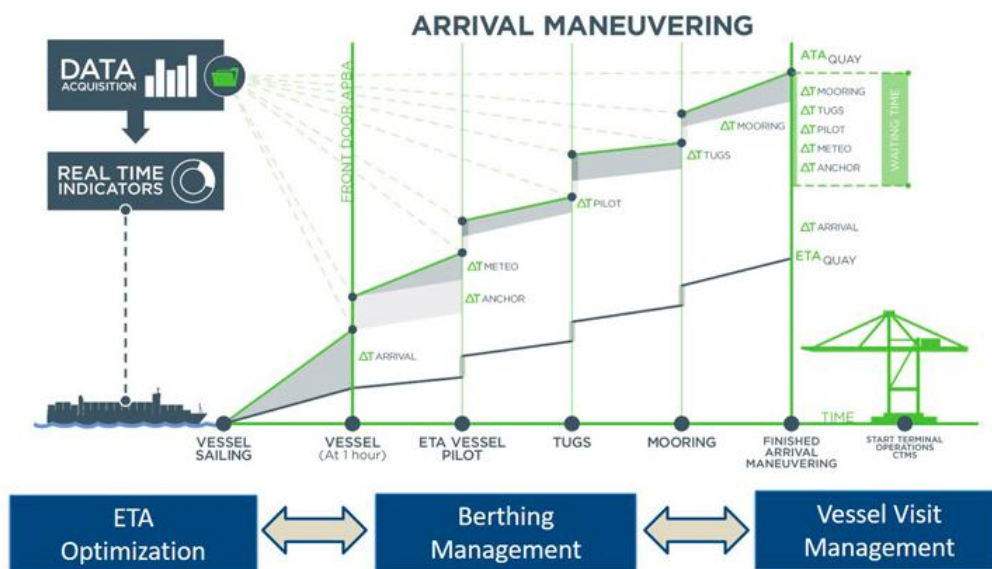 ARRIVAL MANEUVERING
DATA
ACQUISITION
REAL TIME
INDICATORS
FRONT DOOR APBA
ATA QUAY
ΔT MOORING
ΔT TUGS
ΔT PILOT
ΔT METEO
ΔT ANCHOR
WAITING TIME
ΔT MOORING
ΔT TUGS
ΔT PILOT
ΔT METEO
ΔT ANCHOR
ΔT ARRIVAL
ΔT ARRIVAL
ETA QUAY
TIME
VESSEL
SAILING
VESSEL
(At 1 hour)
ETA VESSEL
PILOT
TUGS
MOORING
FINISHED
ARRIVAL
MANEUVERING
START TERMINAL
OPERATIONS
CTMS
ETA
Optimization
Berthing
Management
Vessel Visit
Management